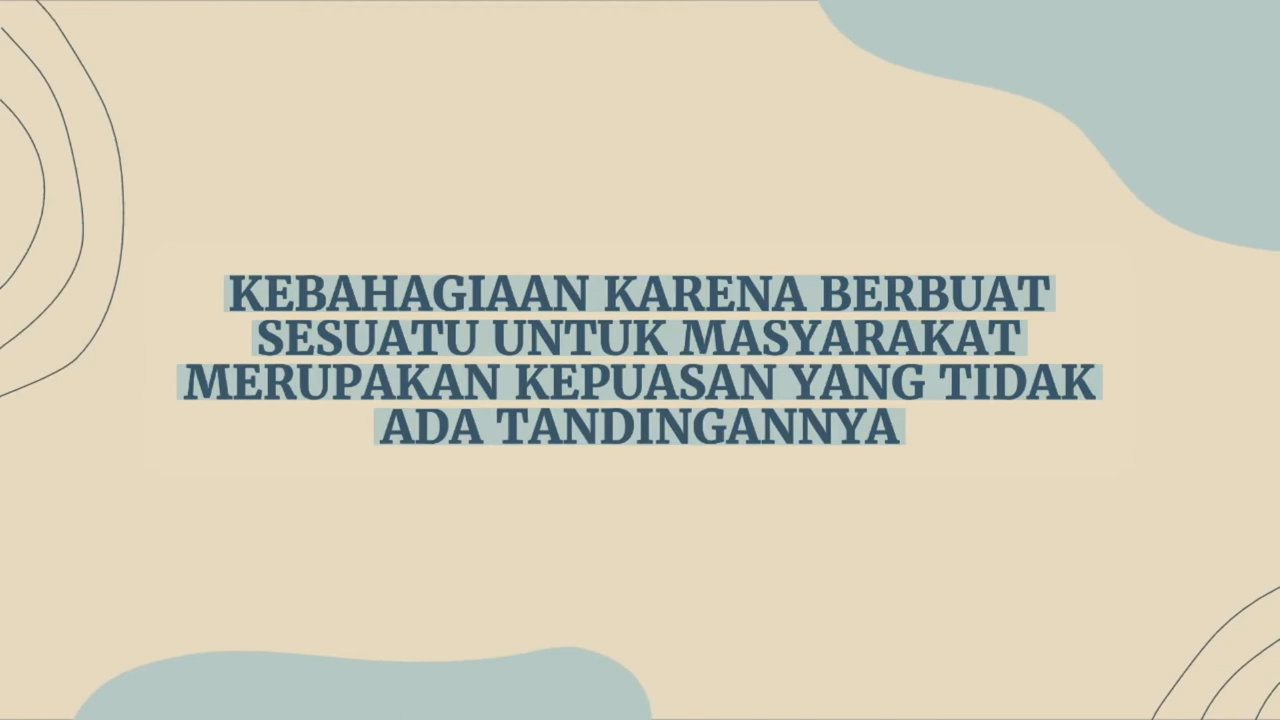 KEBAHAGIAAN KARENA BERBUAT
SESUATU UNTUK MASYARAKAT
MERUPAKAN KEPUASAN YANG TIDAK
ADA TANDINGANNYA